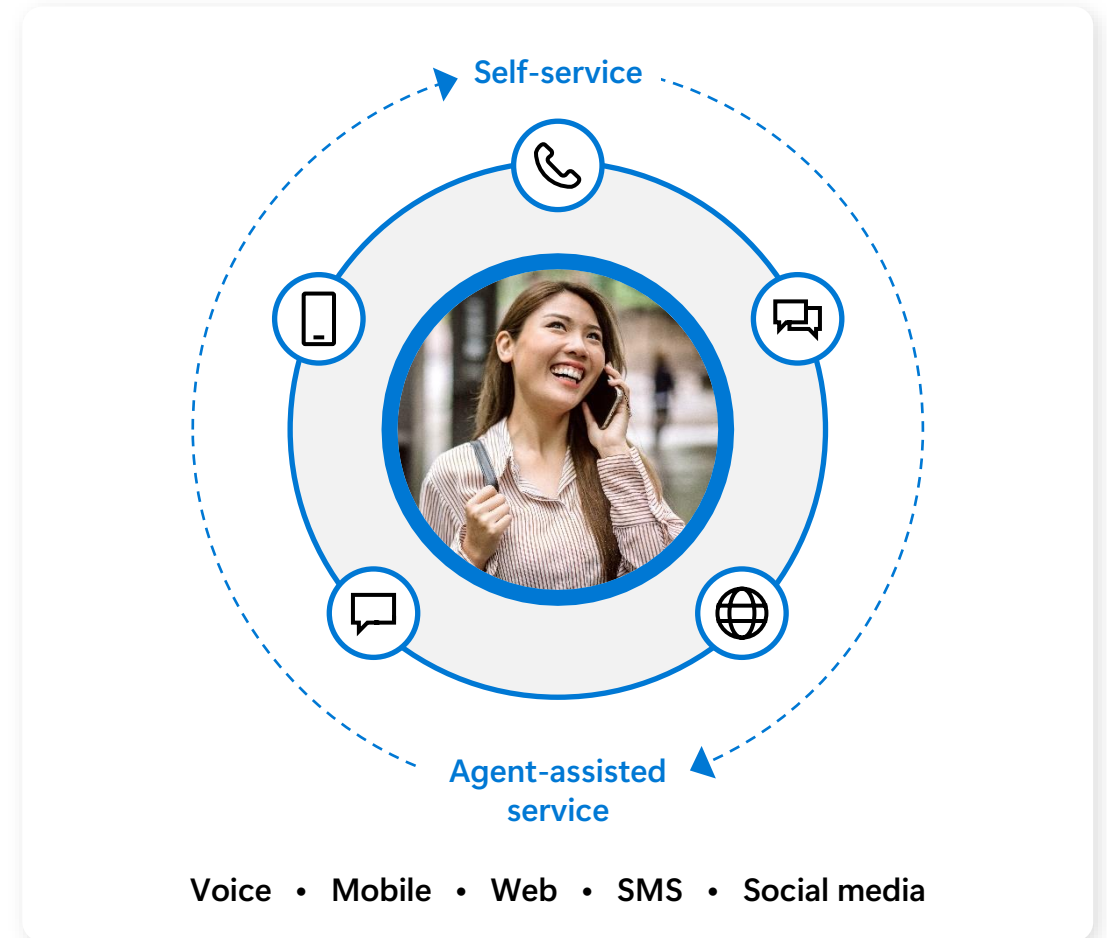 Self-service
Agent-assisted
service
Voice • Mobile • Web • SMS • Social media